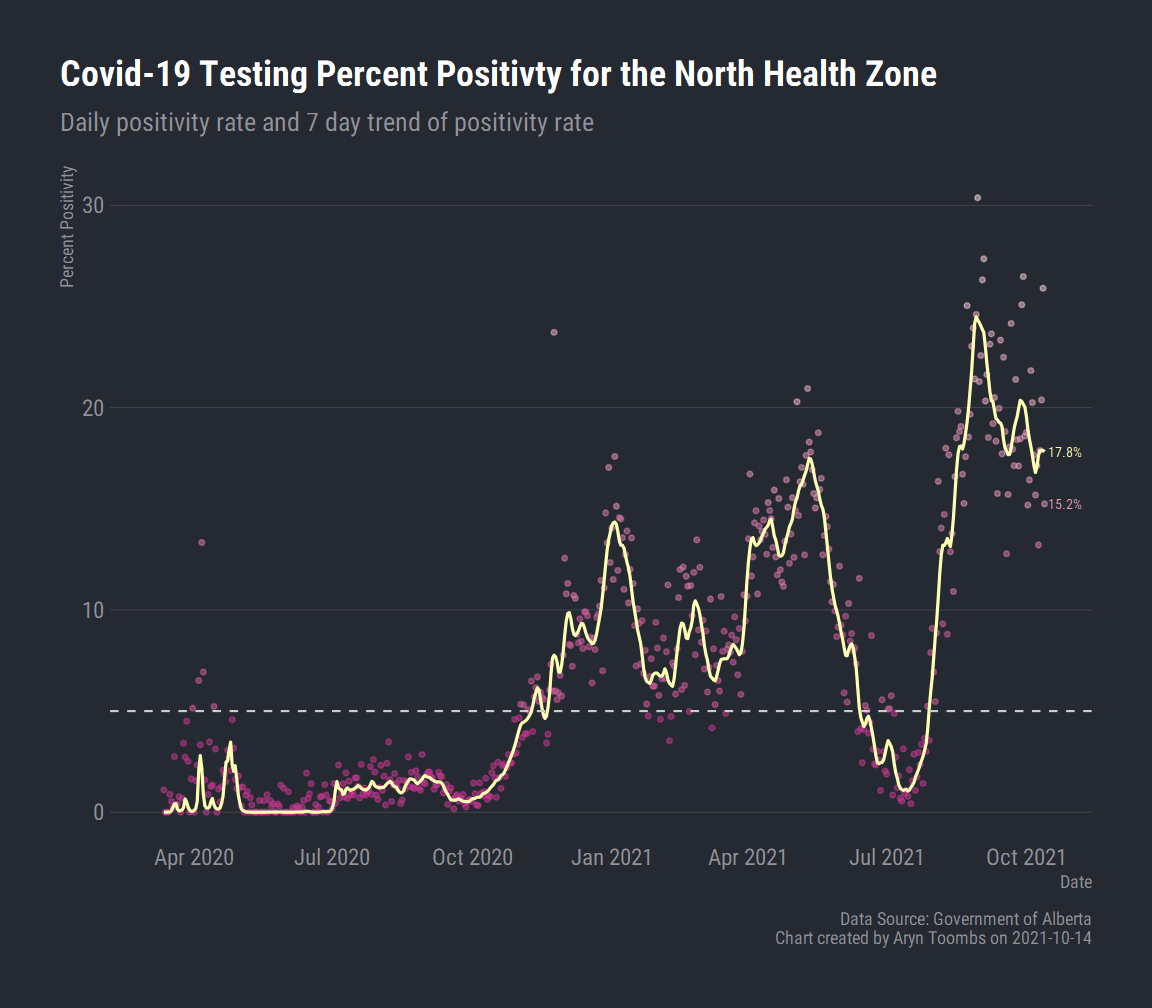 Covid-19 Testing Percent Positivty for the North Health Zone
Daily positivity rate and 7 day trend of positivity rate
Percent Positivity
30
20
10
0
17.8%
15.2%
Apr 2020
Jul 2020
Oct 2020
Jan 2021
Apr 2021
Jul 2021
Oct 2021
Date
Data Source: Government of Alberta
Chart created by Aryn Toombs on 2021-10-14